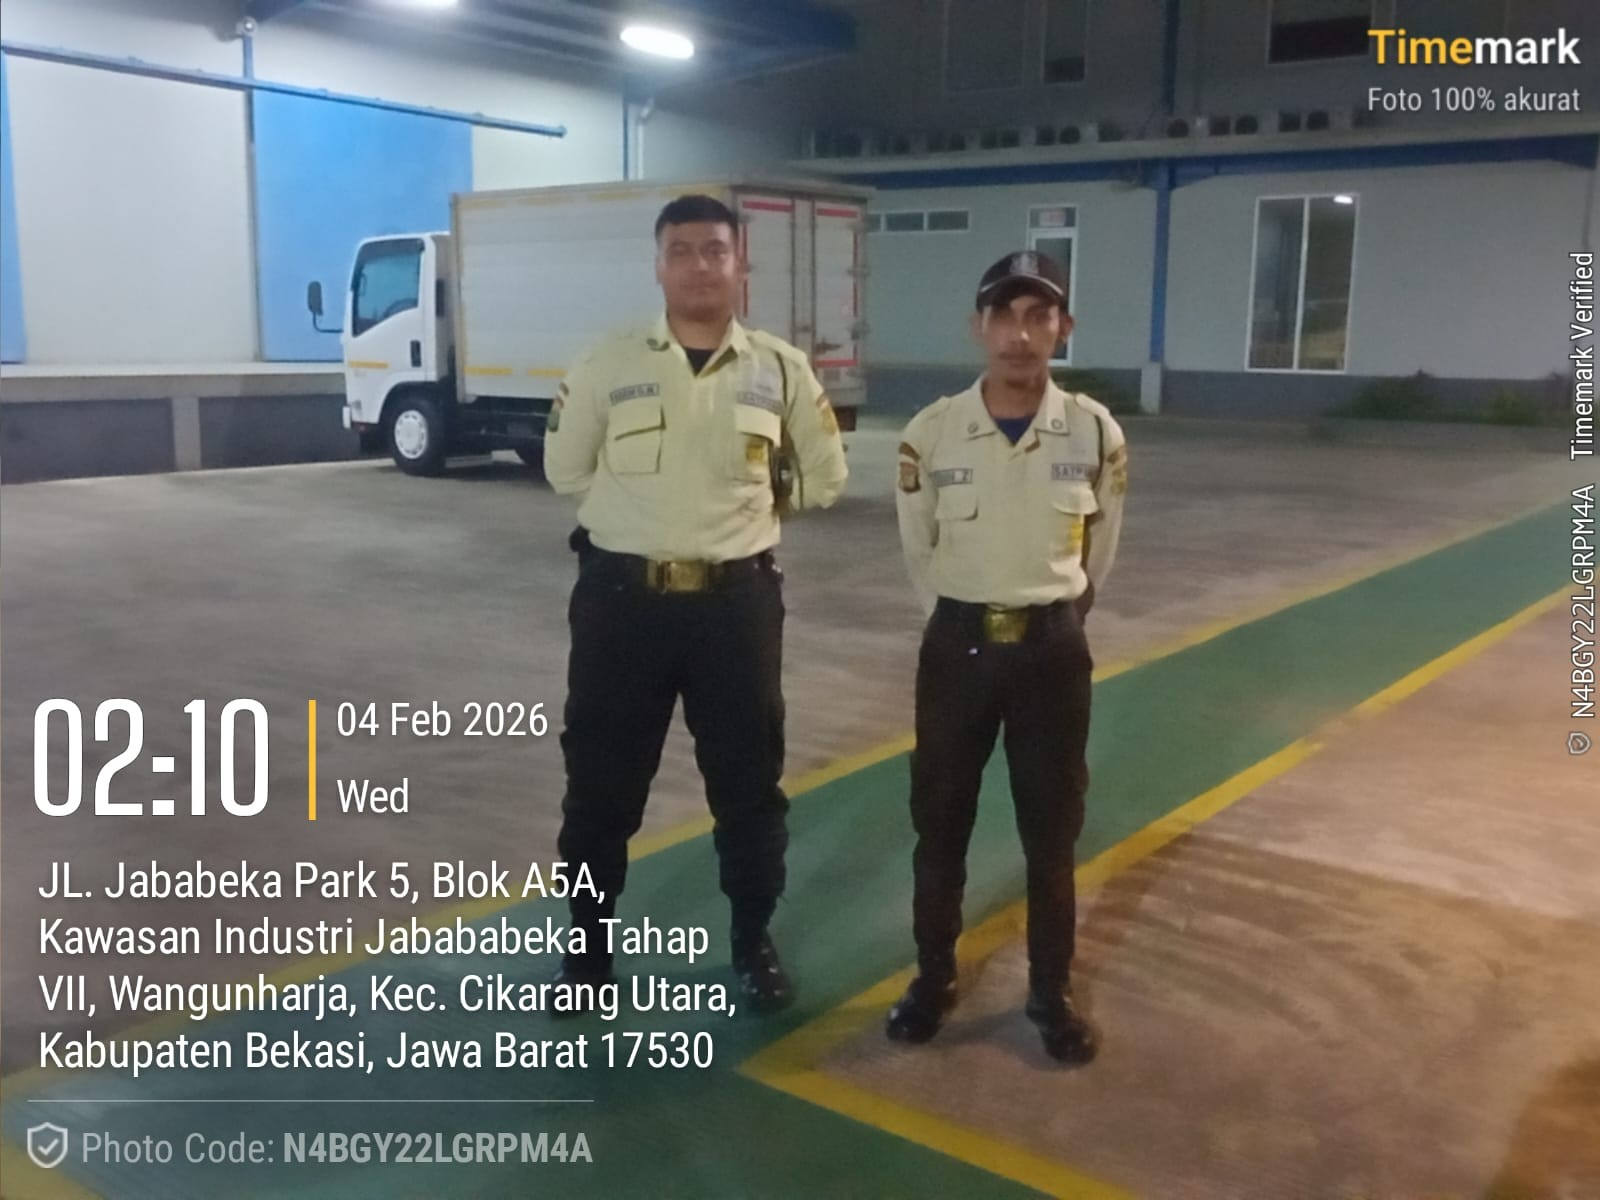 Timemark
Foto 100% akurat
SATPAM
02:10
04 Feb 2026
Wed
JL. Jababeka Park 5, Blok A5A,
Kawasan Industri Jabababeka Tahap
VII, Wangunharja, Kec. Cikarang Utara,
Kabupaten Bekasi, Jawa Barat 17530
Photo Code: N4BGY22LGRPM4A
N4BGY22LGRPM4A Timemark Verified